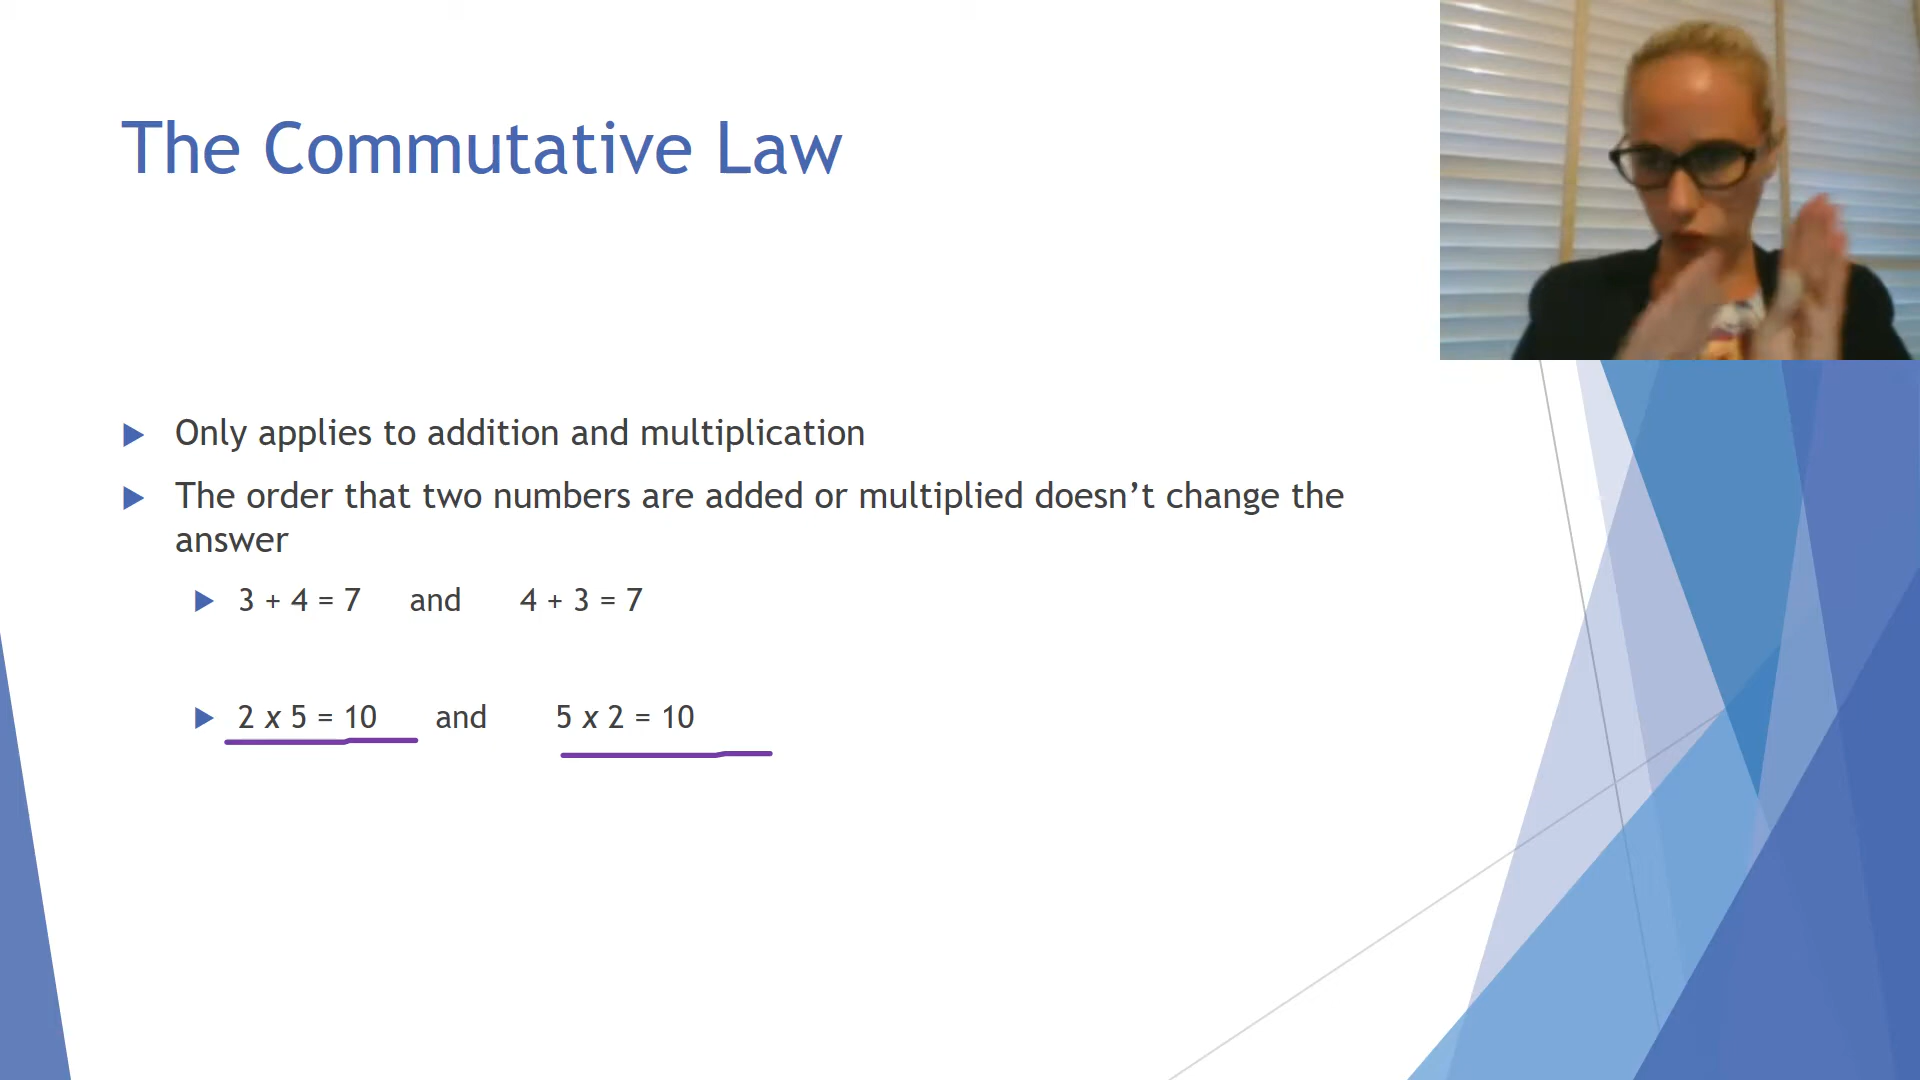 The Commutative Law
Only applies to addition and multiplication
The order that two numbers are added or multiplied doesn’t change the
answer
3 + 4 = 7 and 4 + 3 = 7
2 x 5 = 10 and 5 x 2 = 10